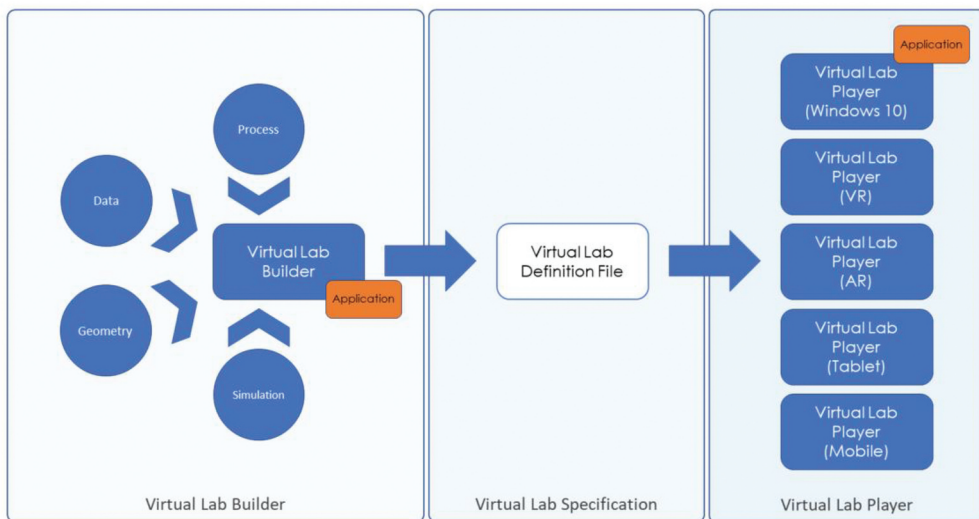 Process
Data
Geometry
Simulation
Virtual Lab
Builder
Application
Virtual Lab Builder
Virtual Lab
Definition File
Virtual Lab Specification
Application
Virtual Lab
Player
(Windows 10)
Virtual Lab
Player
(VR)
Virtual Lab
Player
(AR)
Virtual Lab
Player
(Tablet)
Virtual Lab
Player
(Mobile)
Virtual Lab Player